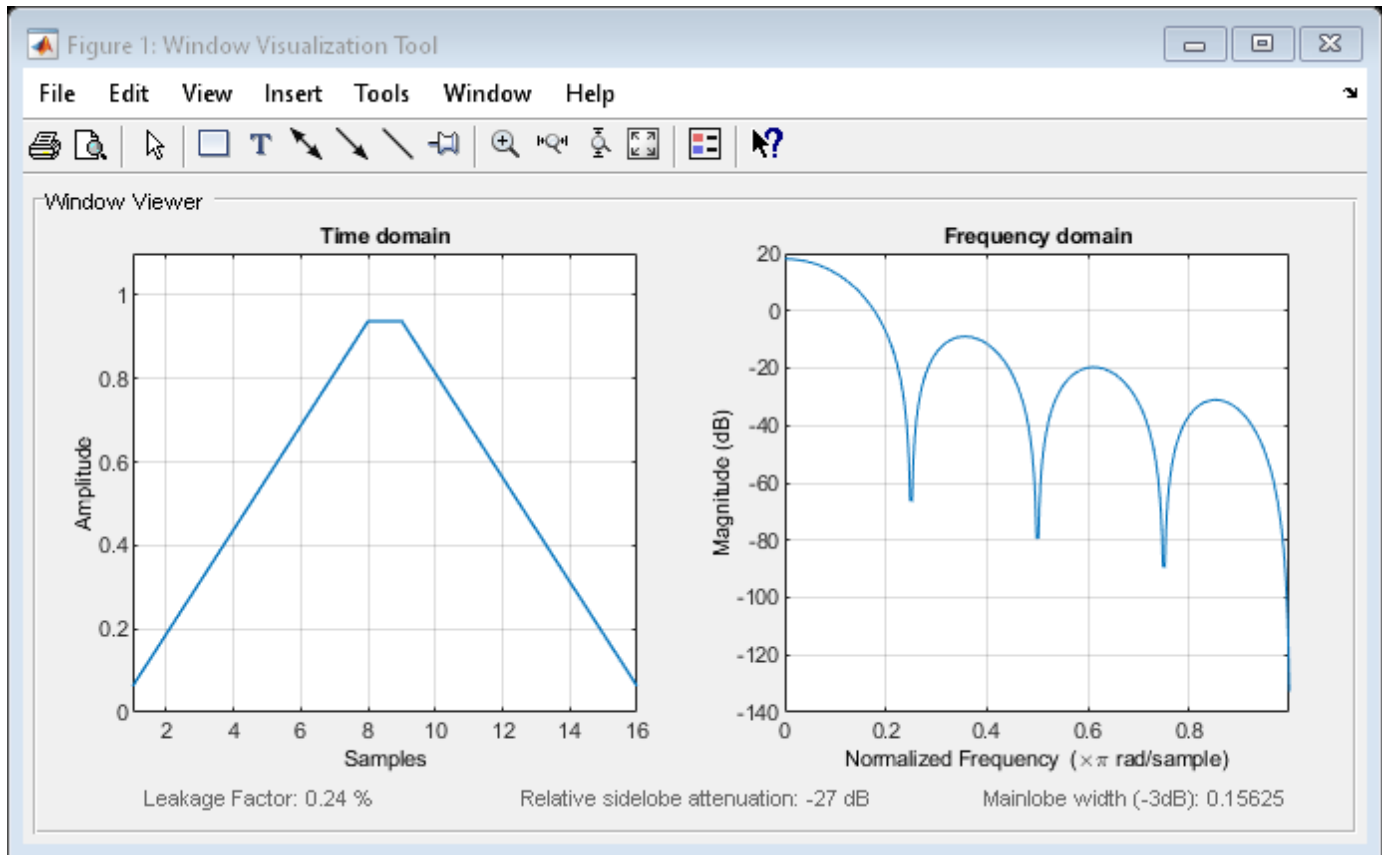 Figure 1: Window Visualization Tool
File Edit View Insert Tools Window Help
T
?
Window Viewer
Time domain
1
0.8
0.6
0.4
0.2
0
Amplitude
2 4 6 8 10 12 14 16
Samples
Frequency domain
20
0
-20
-40
-60
-80
-100
-120
-140
Magnitude (dB)
0 0.2 0.4 0.6 0.8
Normalized Frequency (×π rad/sample)
Leakage Factor: 0.24 %
Relative sidelobe attenuation: -27 dB
Mainlobe width (-3dB): 0.15625